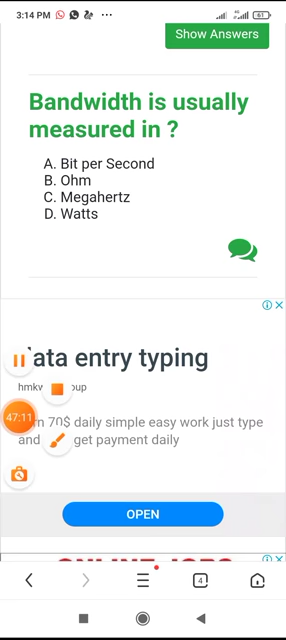 3:14 PM
61
Show Answers
Bandwidth is usually
measured in ?
A. Bit per Second
B. Ohm
C. Megahertz
D. Watts
ata entry typing
47:11
70$ daily simple easy work just type
and get payment daily
OPEN
4